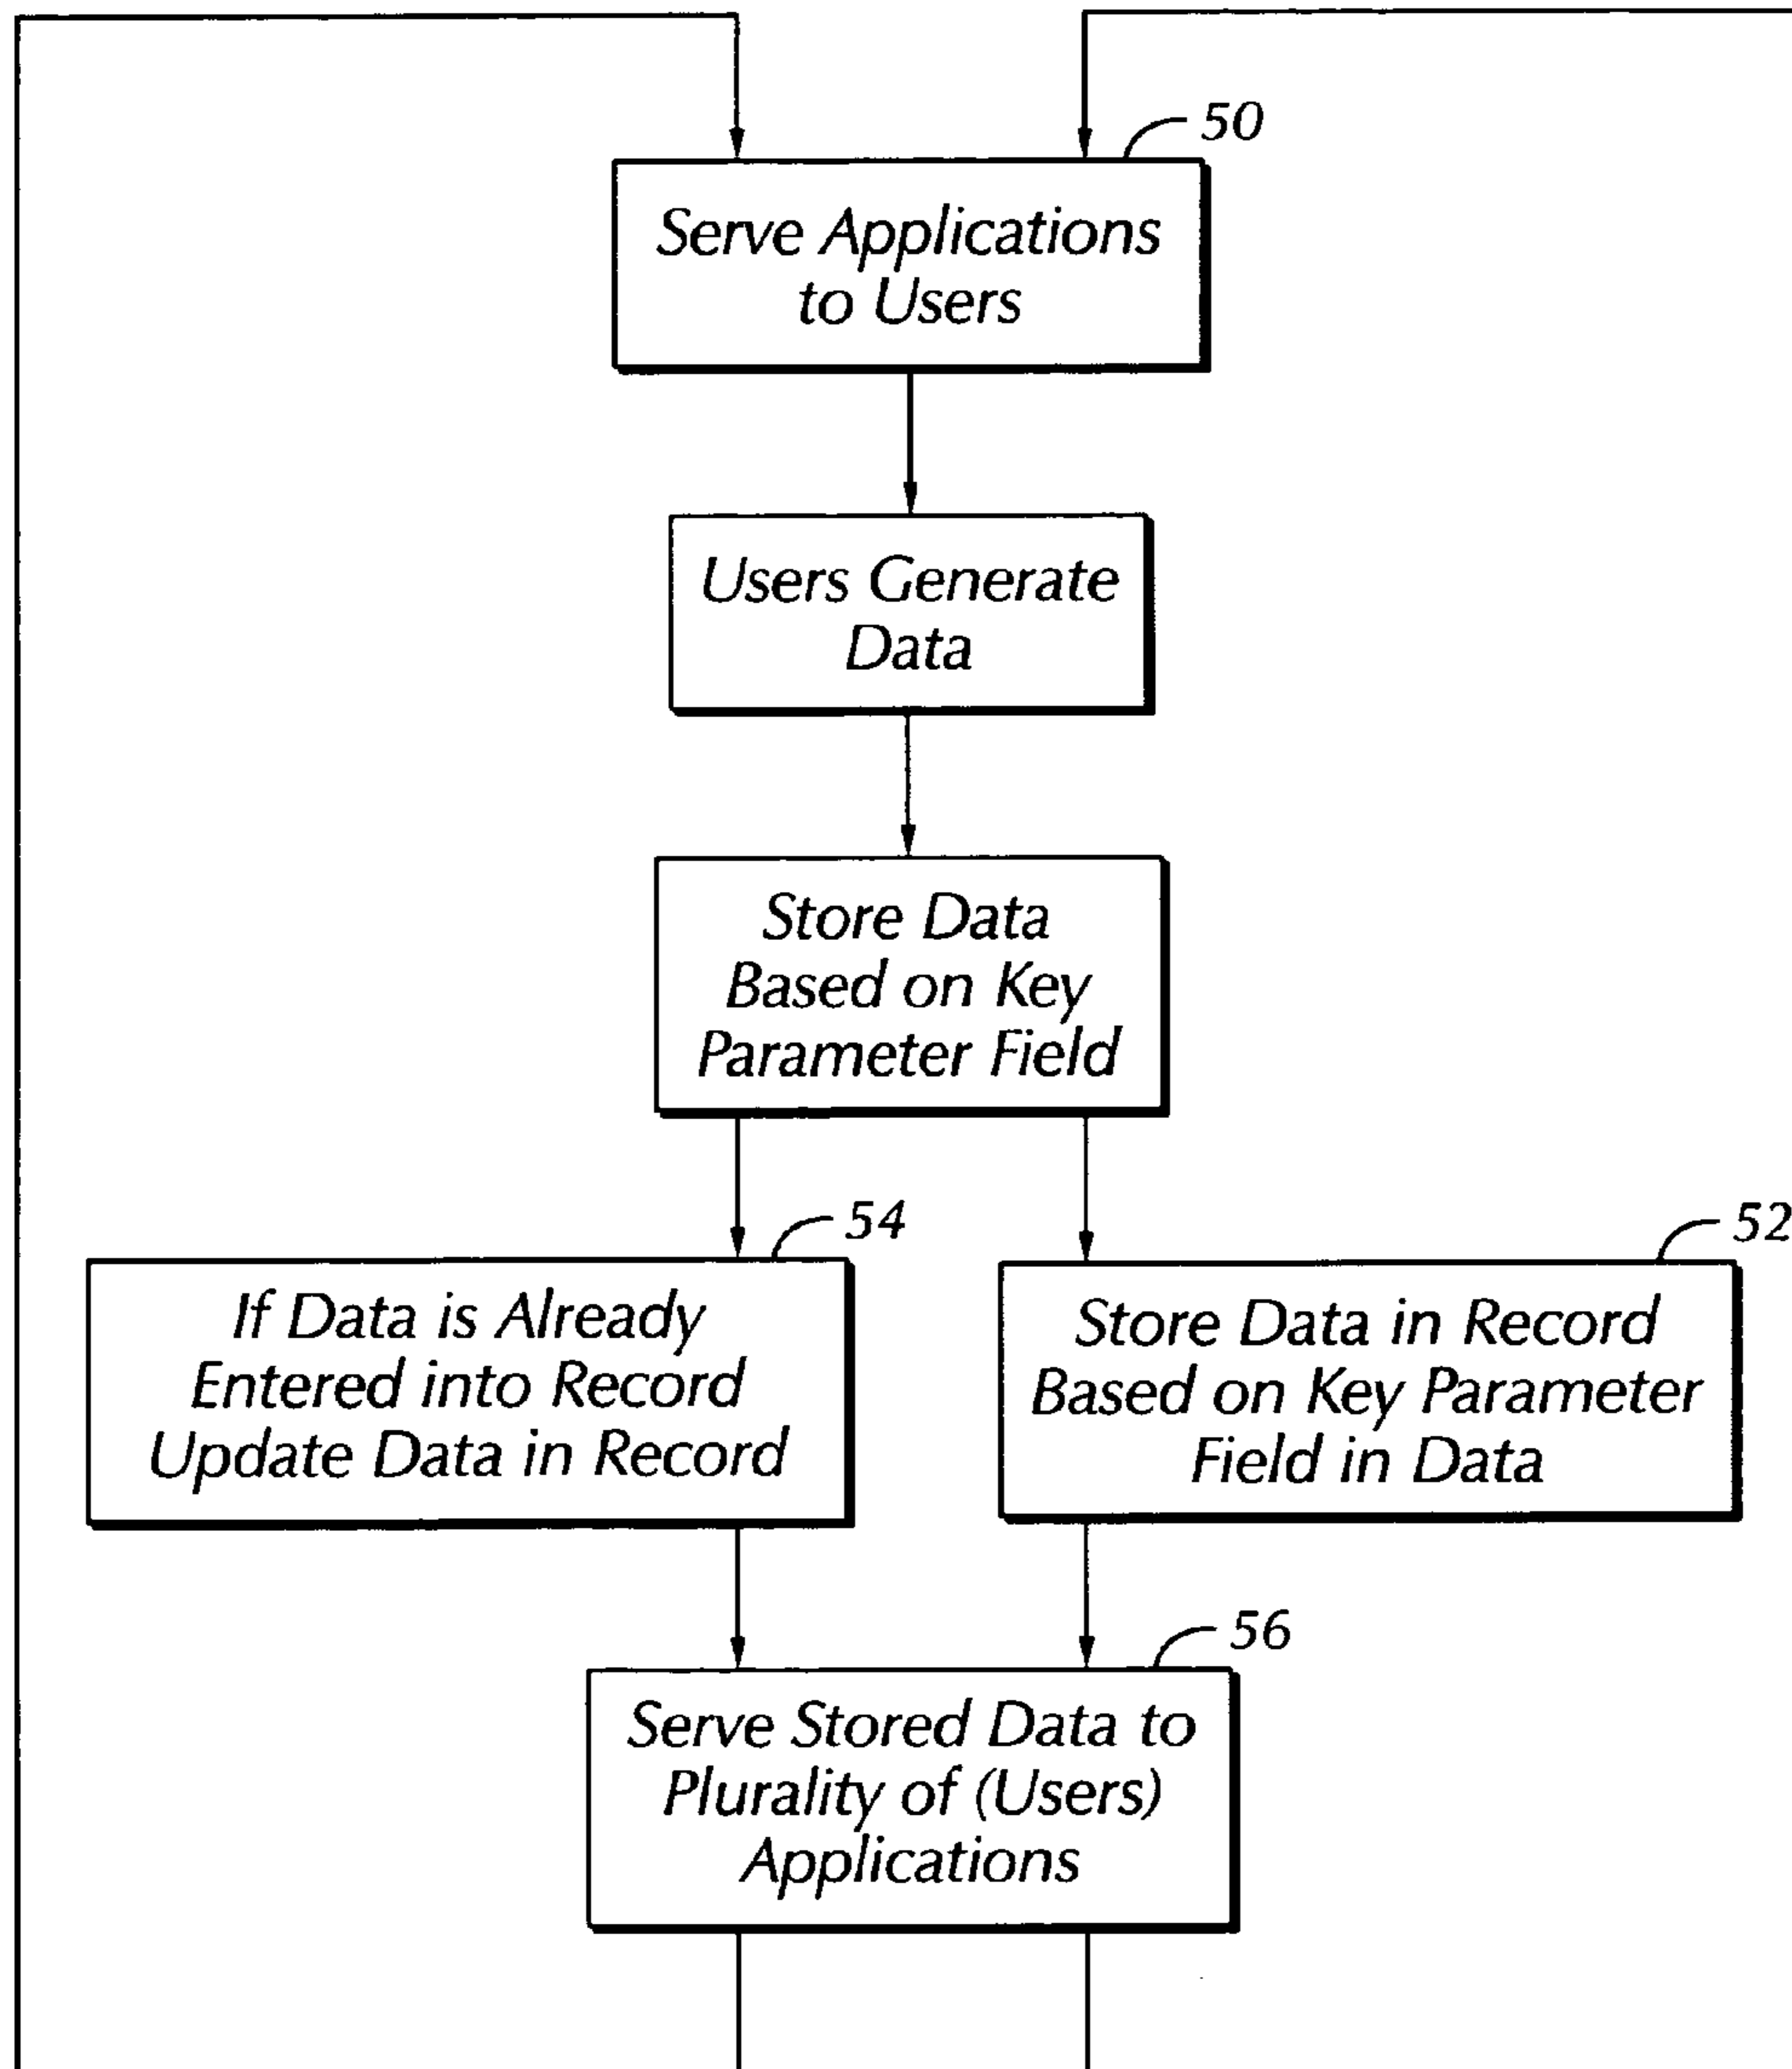 50
Serve Applications
to Users
Users Generate
Data
Store Data
Based on Key
Parameter Field
54
If Data is Already
Entered into Record
Update Data in Record
52
Store Data in Record
Based on Key Parameter
Field in Data
56
Serve Stored Data to
Plurality of (Users)
Applications